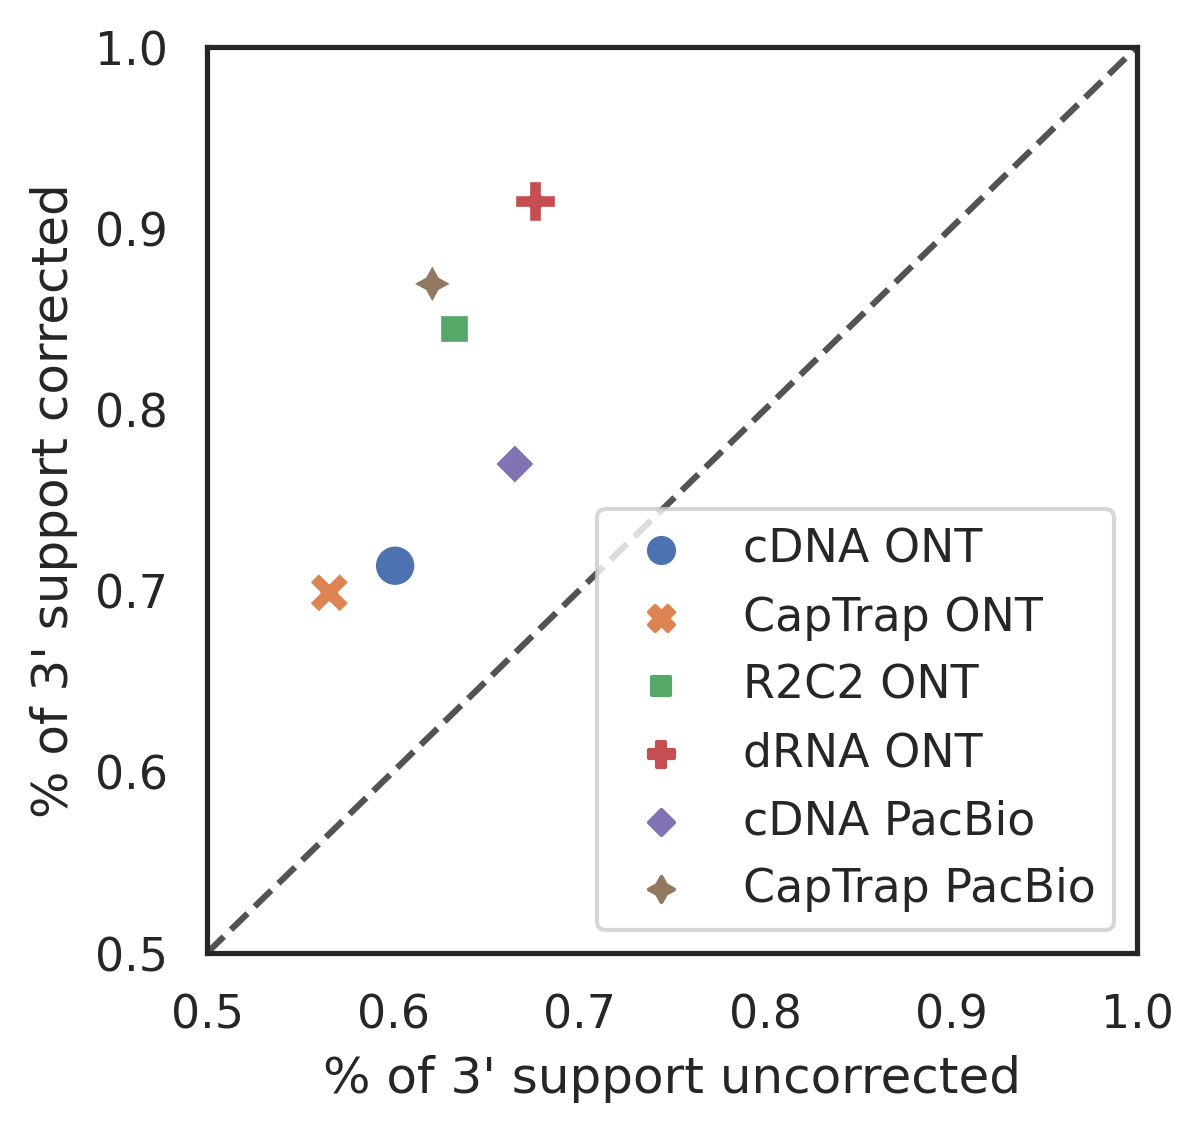 1.0
0.9
0.8
0.7
0.6
0.5
% of 3' support corrected
cDNA ONT
CapTrap ONT
R2C2 ONT
dRNA ONT
cDNA PacBio
CapTrap PacBio
0.5 0.6 0.7 0.8 0.9 1.0
% of 3' support uncorrected